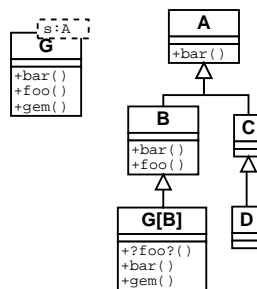 s:A
G
+bar()
+foo()
+gem()
A
+bar()
B
+bar()
+foo()
C
G[B]
+?foo?()
+bar()
+gem()
D